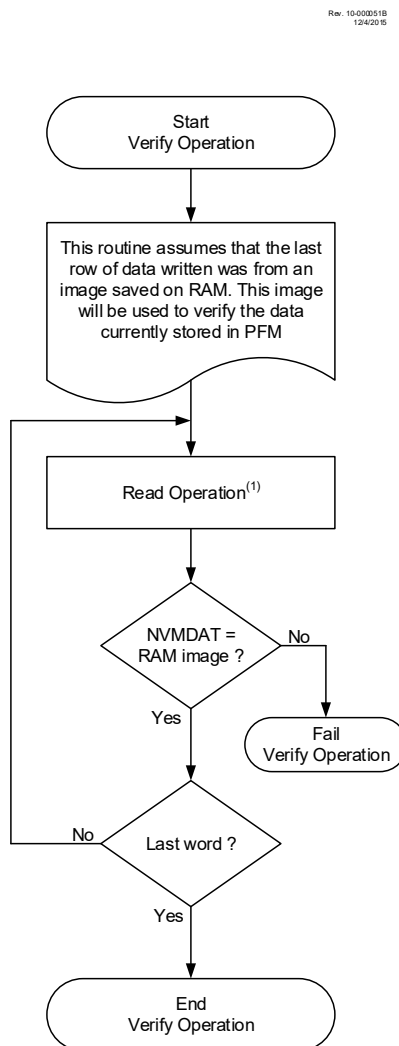 Rev. 10-000051B
12/4/2015
Start
Verify Operation
This routine assumes that the last
row of data written was from an
image saved on RAM. This image
will be used to verify the data
currently stored in PFM
Read Operation(1)
NVMDAT =
RAM image ?
No
Yes
Fail
Verify Operation
No
Last word ?
Yes
End
Verify Operation